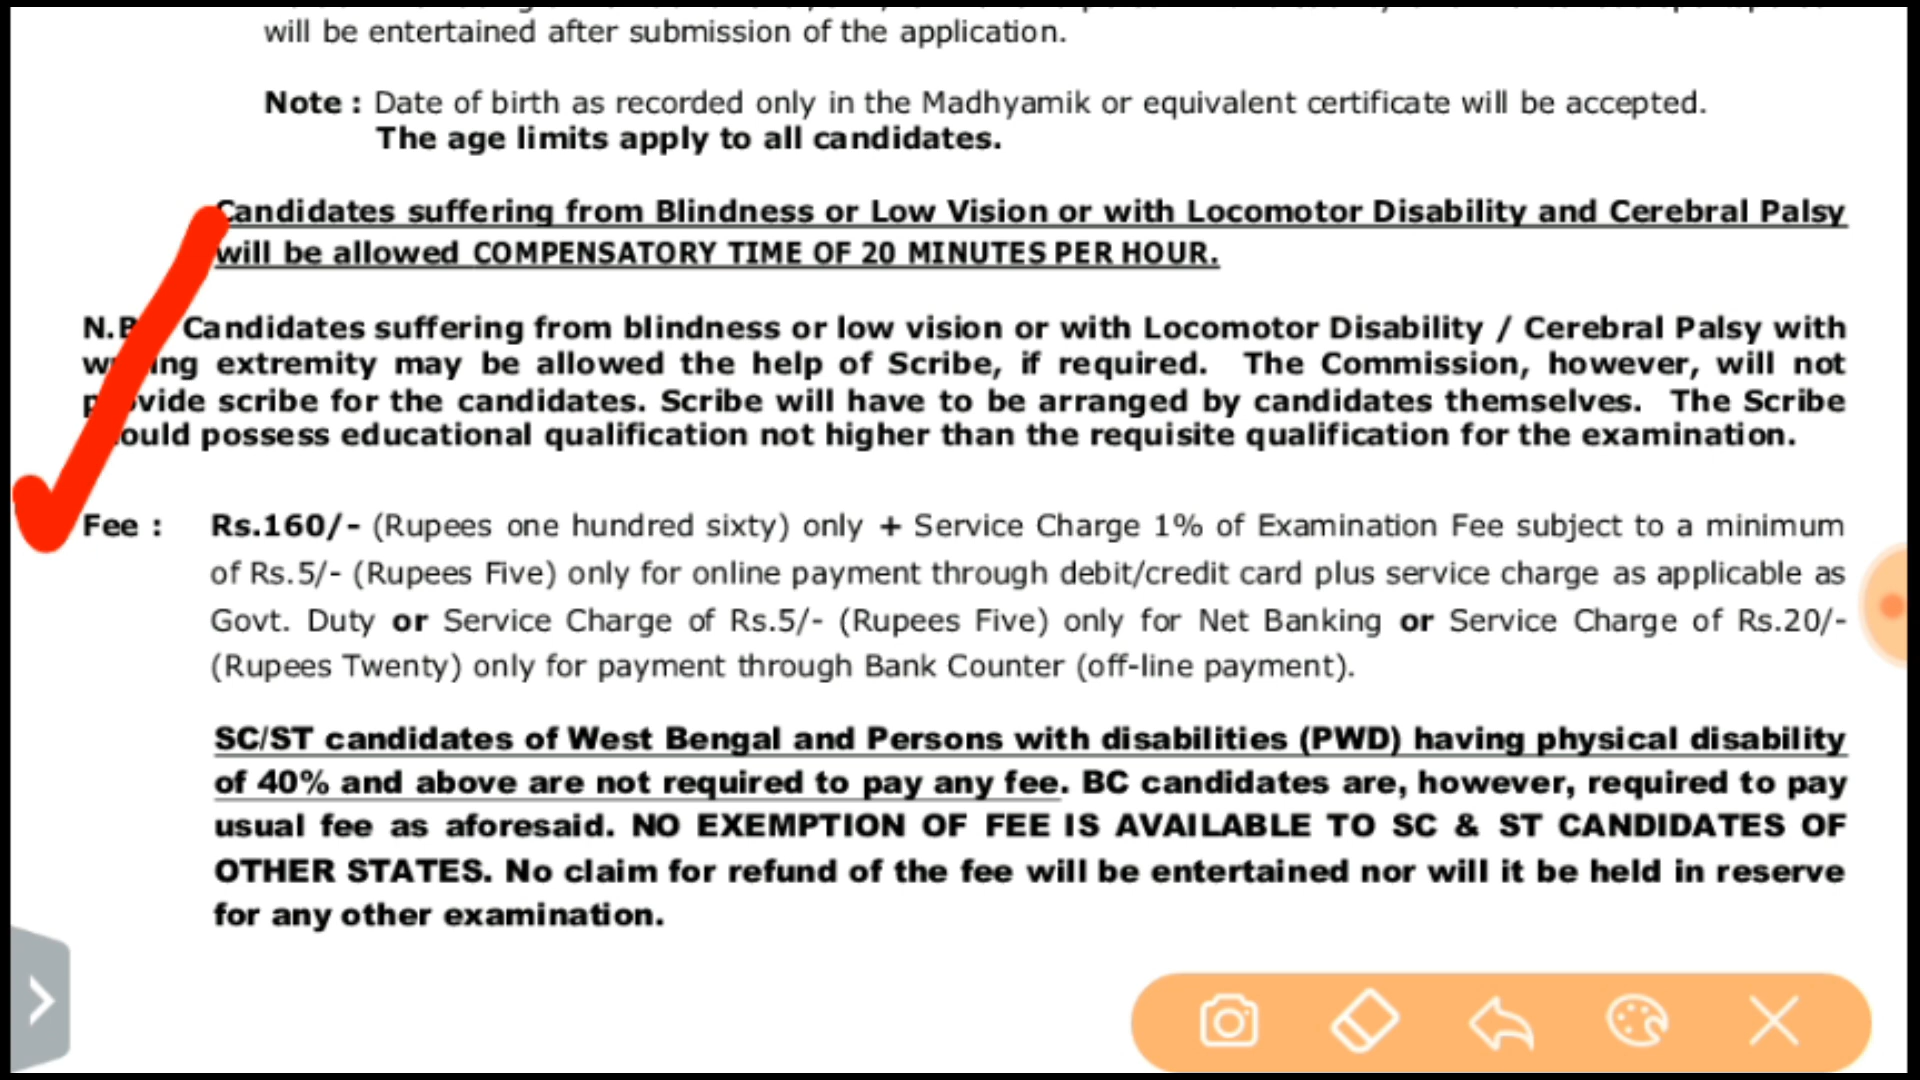 will be entertained after submission of the application.
Note : Date of birth as recorded only in the Madhyamik or equivalent certificate will be accepted.
The age limits apply to all candidates.
Candidates suffering from Blindness or Low Vision or with Locomotor Disability and Cerebral Palsy
will be allowed COMPENSATORY TIME OF 20 MINUTES PER HOUR.
N.B. Candidates suffering from blindness or low vision or with Locomotor Disability / Cerebral Palsy with
extremity may be allowed the help of Scribe, if required. The Commission, however, will not
provide scribe for the candidates. Scribe will have to be arranged by candidates themselves. The Scribe
possess educational qualification not higher than the requisite qualification for the examination.
Fee : Rs.160/- (Rupees one hundred sixty) only + Service Charge 1% of Examination Fee subject to a minimum
of Rs.5/- (Rupees Five) only for online payment through debit/credit card plus service charge as applicable as
Govt. Duty or Service Charge of Rs.5/- (Rupees Five) only for Net Banking or Service Charge of Rs.20/-
(Rupees Twenty) only for payment through Bank Counter (off-line payment).
SC/ST candidates of West Bengal and Persons with disabilities (PWD) having physical disability
of 40% and above are not required to pay any fee. BC candidates are, however, required to pay
usual fee as aforesaid. NO EXEMPTION OF FEE IS AVAILABLE TO SC & ST CANDIDATES OF
OTHER STATES. No claim for refund of the fee will be entertained nor will it be held in reserve
for any other examination.